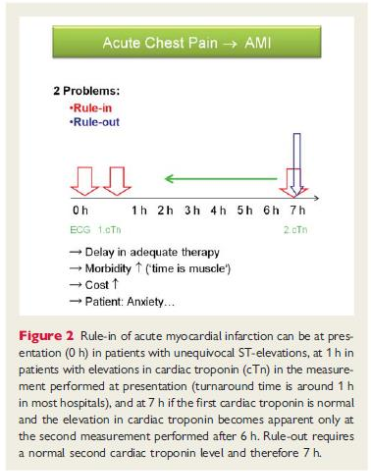 Acute Chest Pain → AMI
2 Problems:
•Rule-in
•Rule-out
0 h 1 h 2 h 3 h 4 h 5 h 6 h 7 h
ECG 1.cTn 2.cTn
→ Delay in adequate therapy
→ Morbidity ↑ ('time is muscle')
→ Cost ↑
→ Patient: Anxiety…
Figure 2 Rule-in of acute myocardial infarction can be at pres-
entation (0 h) in patients with unequivocal ST-elevations, at 1 h in
patients with elevations in cardiac troponin (cTn) in the measure-
ment performed at presentation (turnaround time is around 1 h
in most hospitals), and at 7 h if the first cardiac troponin is normal
and the elevation in cardiac troponin becomes apparent only at
the second measurement performed after 6 h. Rule-out requires
a normal second cardiac troponin level and therefore 7 h.